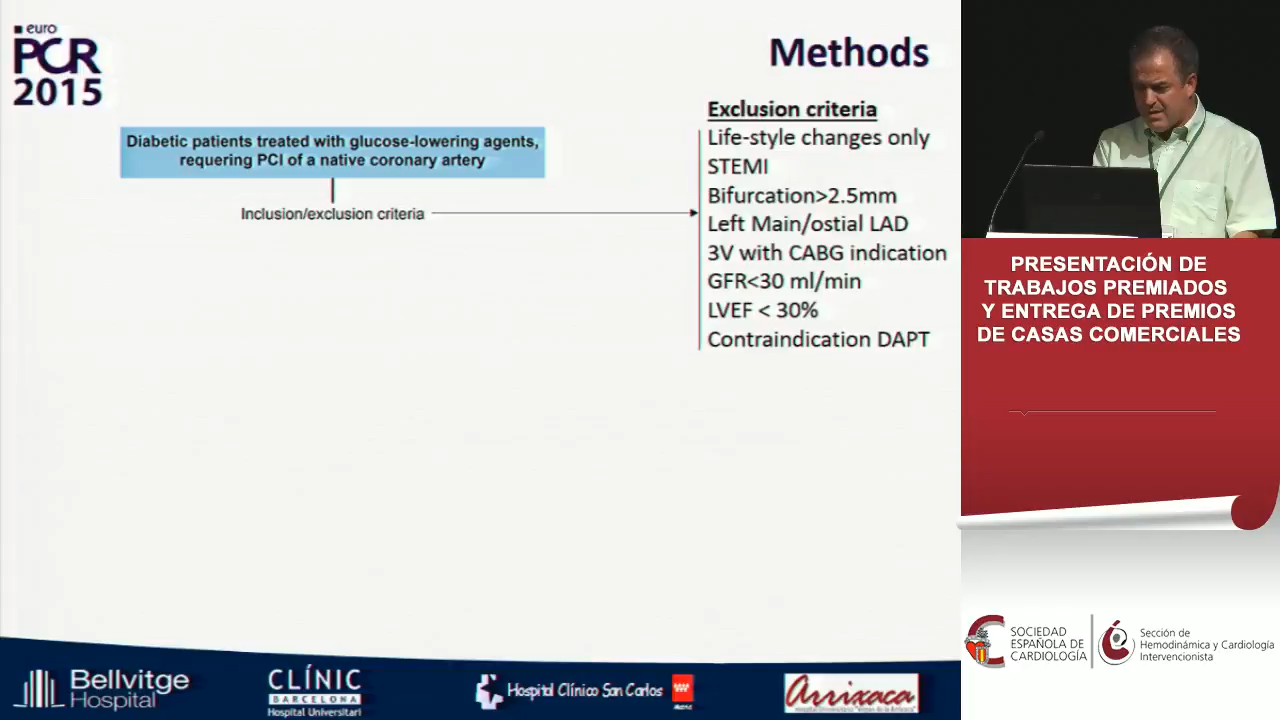 euro
PCR
2015
Methods
Diabetic patients treated with glucose-lowering agents,
requering PCI of a native coronary artery
Inclusion/exclusion criteria
Exclusion criteria
Life-style changes only
STEMI
Bifurcation>2.5mm
Left Main/ostial LAD
3V with CABG indication
GFR<30 ml/min
LVEF < 30%
Contraindication DAPT
PRESENTACIÓN DE
TRABAJOS PREMIADOS
Y ENTREGA DE PREMIOS
DE CASAS COMERCIALES
SOCIEDAD
ESPAÑOLA DE
CARDIOLOGÍA
Sección de
Hemodinámica y Cardiología
Intervencionista
Bellvitge
Hospital
CLÍNIC
BARCELONA
Hospital Universitari
Hospital Clínico San Carlos
Arrixaca